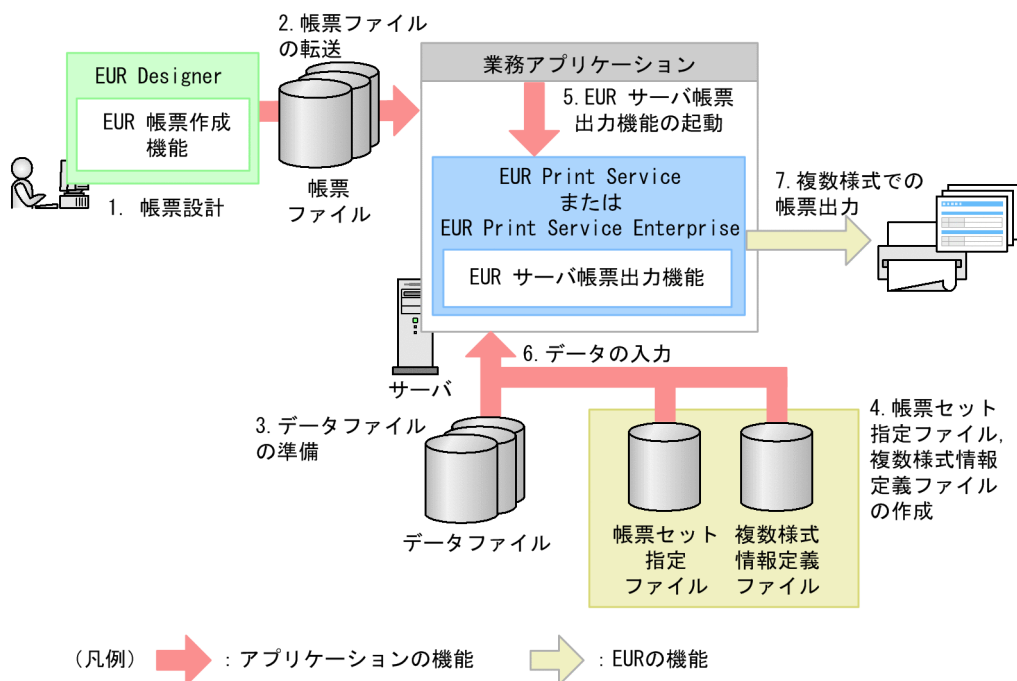 2.帳票ファイル
の転送
EUR Designer
EUR 帳票作成
機能
1. 帳票設計
帳票
ファイル
業務アプリケーション
5.EUR サーバ帳票
出力機能の起動
EUR Print Service
または
EUR Print Service Enterprise
EUR サーバ帳票出力機能
7.複数様式での
帳票出力
サーバ
6.データの入力
3.データファイル
の準備
データファイル
帳票セット
指定
ファイル
複数様式
情報定義
ファイル
4.帳票セット
指定ファイル,
複数様式情報
定義ファイル
の作成
(凡例)
:アプリケーションの機能
:EURの機能